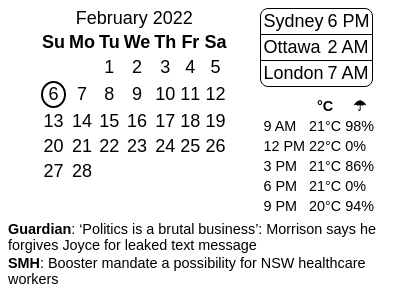 February 2022
Su Mo Tu We Th Fr Sa
1 2 3 4 5
6 7 8 9 10 11 12
13 14 15 16 17 18 19
20 21 22 23 24 25 26
27 28
Sydney 6 PM
Ottawa 2 AM
London 7 AM
°C ☂
9 AM 21°C 98%
12 PM 22°C 0%
3 PM 21°C 86%
6 PM 21°C 0%
9 PM 20°C 94%
Guardian: ‘Politics is a brutal business’: Morrison says he
forgives Joyce for leaked text message
SMH: Booster mandate a possibility for NSW healthcare
workers